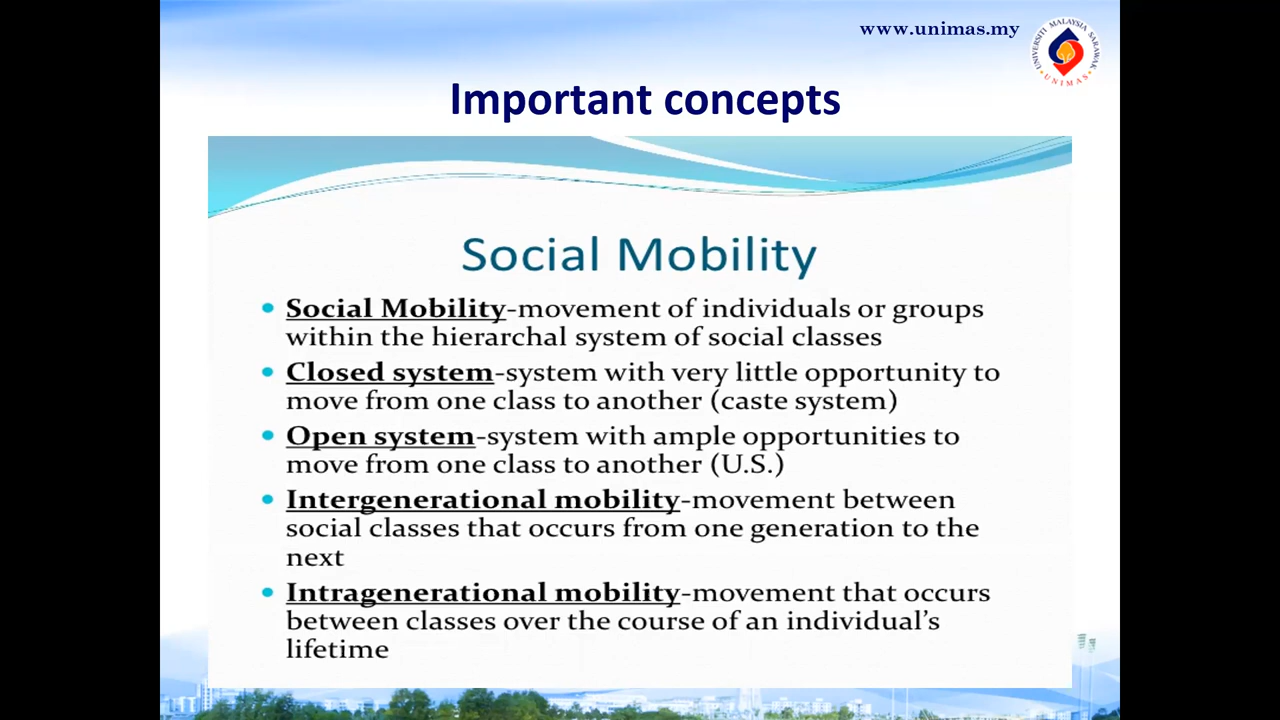 www.unimas.my
UNIVERSITI MALAYSIA SARAWAK
UNIMAS
Important concepts
Social Mobility
• Social Mobility-movement of individuals or groups
within the hierarchal system of social classes
• Closed system-system with very little opportunity to
move from one class to another (caste system)
• Open system-system with ample opportunities to
move from one class to another (U.S.)
• Intergenerational mobility-movement between
social classes that occurs from one generation to the
next
• Intragenerational mobility-movement that occurs
between classes over the course of an individual’s
lifetime